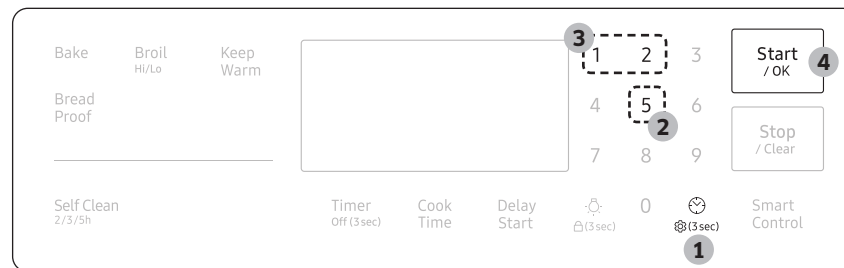 Bake
Broil
Hi/Lo
Keep
Warm
Bread
Proof
Self Clean
2/3/5h
Timer
Off (3 sec)
Cook
Time
Delay
Start
3
1 2 3
4 5 6
2
7 8 9
(3 sec)
0
(3 sec)
1
Start
/ OK
4
Stop
/ Clear
Smart
Control